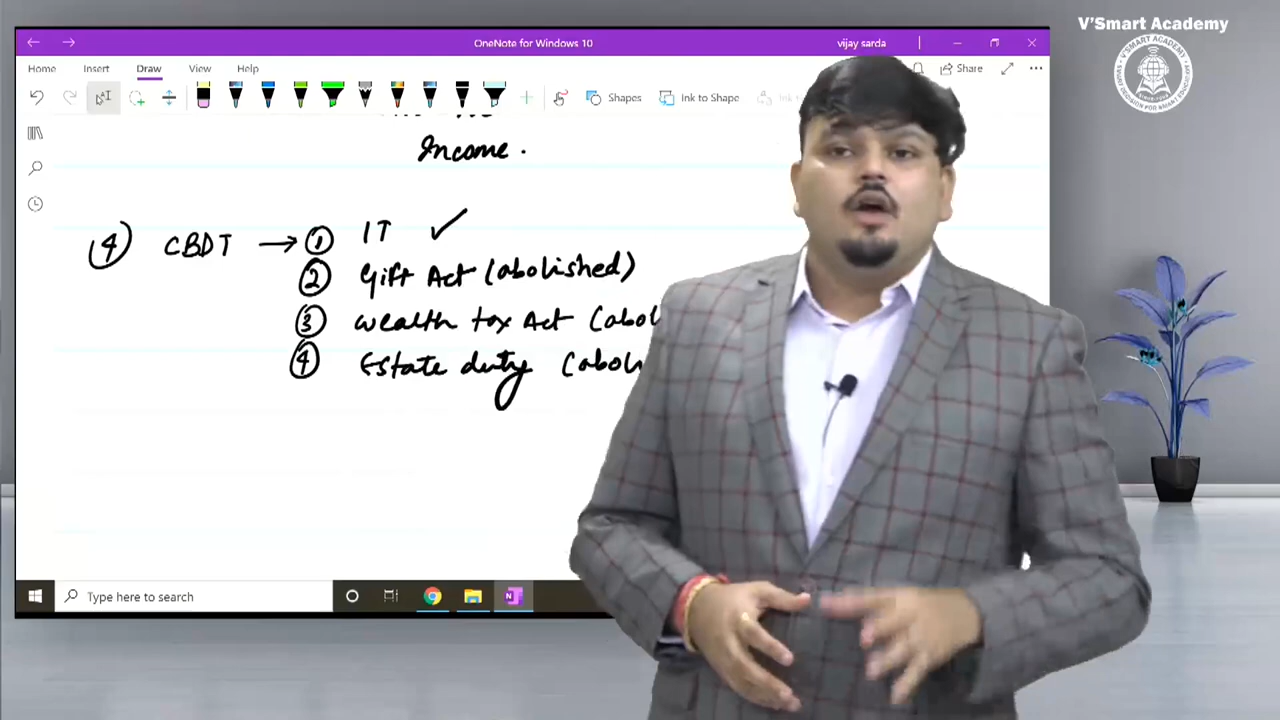 V'Smart Academy
OneNote for Windows 10
vijay sarda
Home Insert Draw View Help
Share
Shapes
Ink to Shape
Income.
④ CBDT → ① IT ✓
② Gift Act (abolished)
③ Wealth tax Act (abol
④ Estate duty (abol
Type here to search